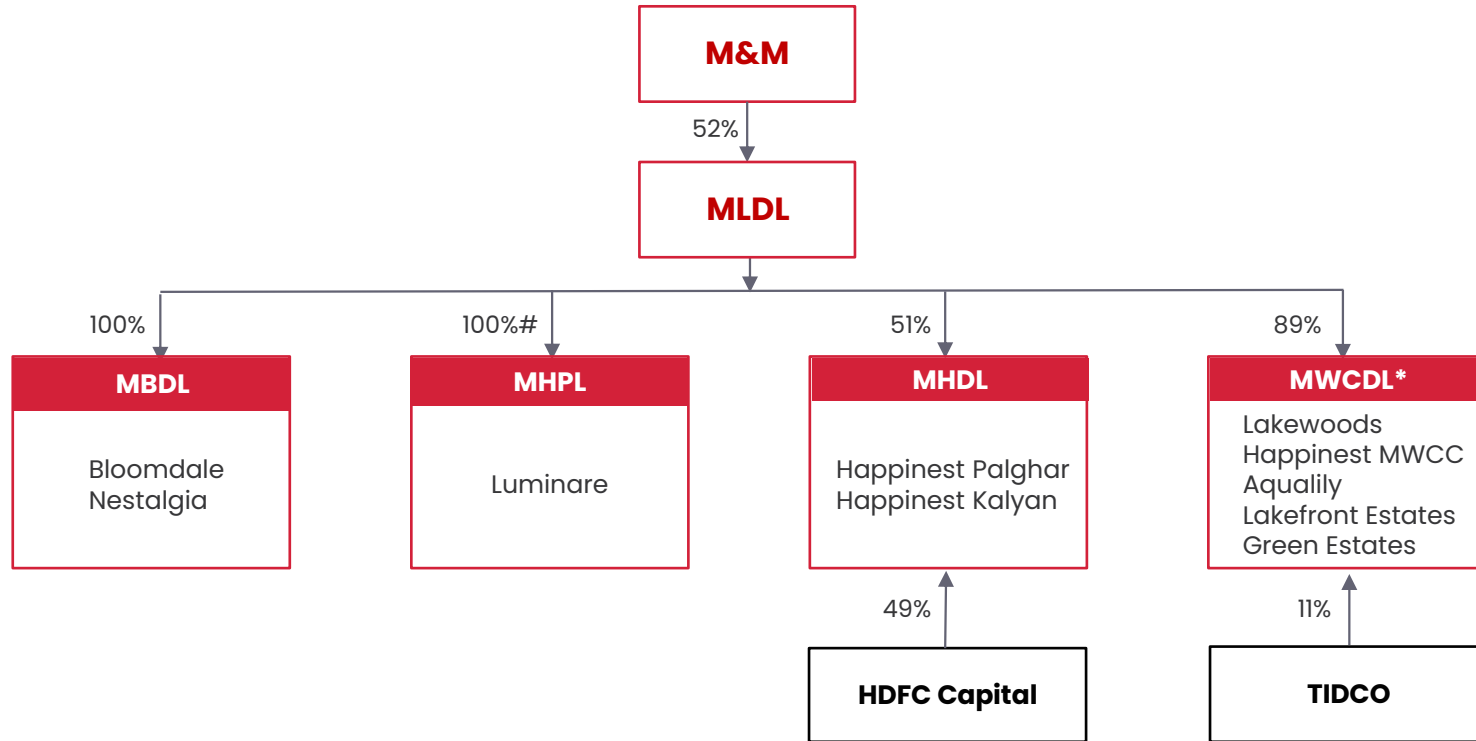 M&M
52%
MLDL
100%
100%#
51%
89%
MBDL
MHPL
MHDL
MWCDL*
Bloomdale
Nestalgia
Luminare
Happinest Palghar
Happinest Kalyan
Lakewoods
Happinest MWCC
Aqualily
Lakefront Estates
Green Estates
49%
11%
HDFC Capital
TIDCO